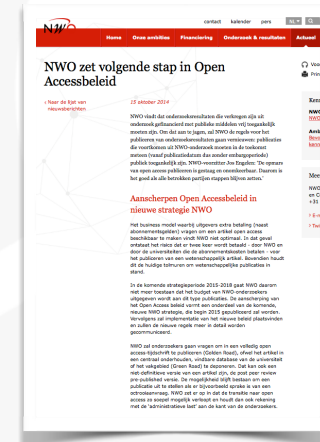 contact kalender pers NL
NWO
Home Onze ambities Financiering Onderzoek & resultaten Actueel
NWO zet volgende stap in Open
Accessbeleid
Naar de lijst van
nieuwsberichten
15 oktober 2014
NWO vindt dat onderzoeksresultaten die verkregen zijn uit
onderzoek gefinancierd met publieke middelen vrij toegankelijk
moeten zijn. Om dat aan te jagen, zal NWO de regels voor het
publiceren van onderzoeksresultaten gaan vernieuwen: publicaties
die voortkomen uit NWO-onderzoek moeten in de toekomst
meteen (vanaf publicatiedatum dus zonder embargoperiode)
publiek toegankelijk zijn. NWO-voorzitter Jos Engelen: 'De opmars
van open access publiceren is gestaag en onmiskenbaar. Daarom is
het goed als alle betrokken partijen stappen blijven zetten.'
Aanscherpen Open Accessbeleid in
nieuwe strategie NWO
Het business model waarbij uitgevers extra betaling (naast
abonnementsgelden) vragen om een artikel open access
beschikbaar te maken vindt NWO niet optimaal. In dat geval
ontstaat het risico dat er twee keer wordt betaald - door NWO en
door de universiteiten die de abonnementskosten betalen - voor
het publiceren van een wetenschappelijk artikel. Bovendien houdt
dit de huidige tolmuren om wetenschappelijke publicaties in
stand.
In de komende strategieperiode 2015-2018 gaat NWO daarom
niet meer toestaan dat het budget van NWO-onderzoekers
uitgegeven wordt aan dit type publicaties. De aanscherping van
het Open Access beleid vormt een onderdeel van de komende,
nieuwe NWO strategie, die begin 2015 gepubliceerd zal worden.
Vervolgens zal implementatie van het nieuwe beleid plaatsvinden
en zullen de nieuwe regels meer in detail worden
gecommuniceerd.
NWO zal onderzoekers gaan vragen om in een volledig open
access-tijdschrift te publiceren (Golden Road), ofwel het artikel in
een centraal onderhouden, vindbare database van de universiteit
of het vakgebied (Green Road) te deponeren. Dat kan ook een
niet-definitieve versie van een artikel zijn, de post peer review
pre-published versie. De mogelijkheid blijft bestaan om een
publicatie uit te stellen als er bijvoorbeeld sprake is van een
octrooiaanvraag. NWO zet er op in dat de transitie naar open
access zo soepel mogelijk verloopt en houdt dan ook rekening
met de 'administratieve last' aan de kant van de onderzoekers.
NWO
en C
+31